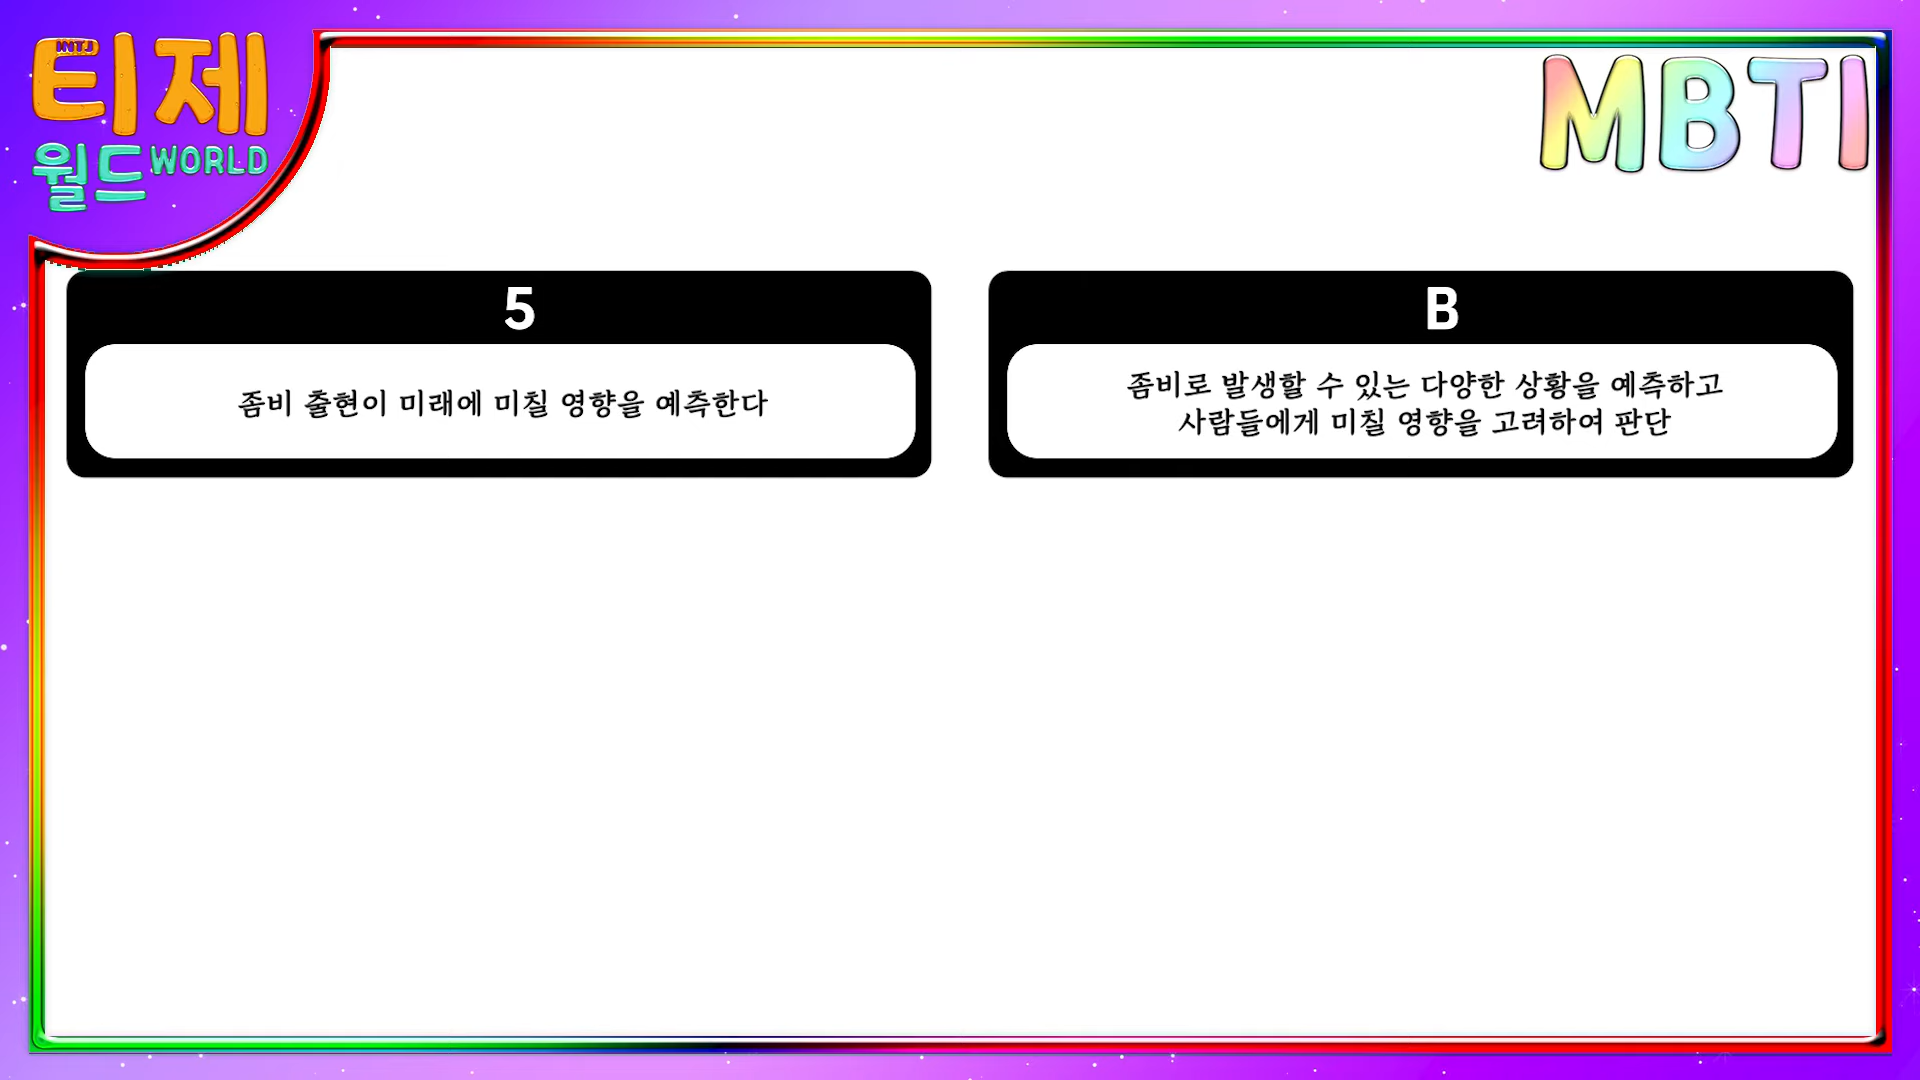 INTJ
티제
월드 WORLD
MBTI
5
좀비 출현이 미래에 미칠 영향을 예측한다
B
좀비로 발생할 수 있는 다양한 상황을 예측하고
사람들에게 미칠 영향을 고려하여 판단